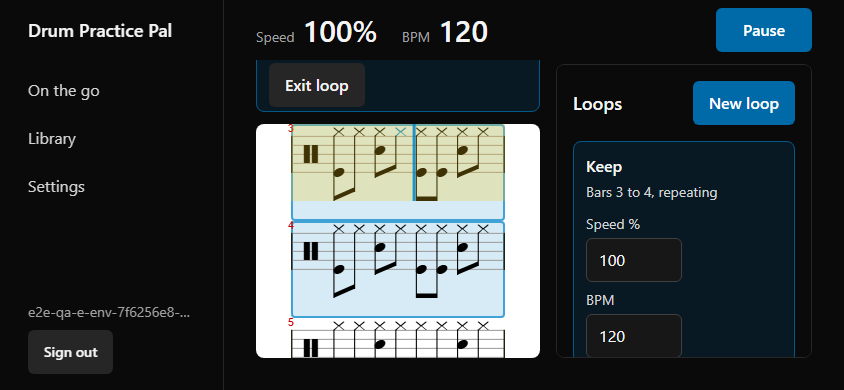 Drum Practice Pal
On the go
Library
Settings
e2e-qa-e-env-7f6256e8-...
Sign out
Speed 100% BPM 120
Pause
Exit loop
3
4
5
Loops
New loop
Keep
Bars 3 to 4, repeating
Speed %
100
BPM
120